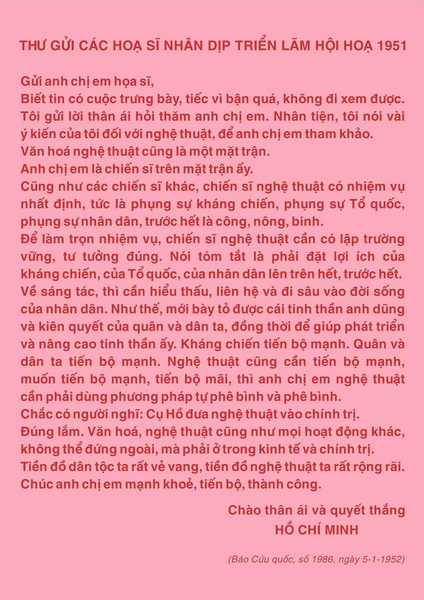 THƯ GỬI CÁC HOẠ SĨ NHÂN DỊP TRIỂN LÃM HỘI HOẠ 1951
Gửi anh chị em họa sĩ,
Biết tin có cuộc trưng bày, tiếc vì bận quá, không đi xem được.
Tôi gửi lời thân ái hỏi thăm anh chị em. Nhân tiện, tôi nói vài
ý kiến của tôi đối với nghệ thuật, để anh chị em tham khảo.
Văn hoá nghệ thuật cũng là một mặt trận.
Anh chị em là chiến sĩ trên mặt trận ấy.
Cũng như các chiến sĩ khác, chiến sĩ nghệ thuật có nhiệm vụ
nhất định, tức là phụng sự kháng chiến, phụng sự Tổ quốc,
phụng sự nhân dân, trước hết là công, nông, binh.
Để làm trọn nhiệm vụ, chiến sĩ nghệ thuật cần có lập trường
vững, tư tưởng đúng. Nói tóm tắt là phải đặt lợi ích của
kháng chiến, của Tổ quốc, của nhân dân lên trên hết, trước hết.
Về sáng tác, thì cần hiểu thấu, liên hệ và đi sâu vào đời sống
của nhân dân. Như thế, mới bày tỏ được cái tinh thần anh dũng
và kiên quyết của quân và dân ta, đồng thời để giúp phát triển
và nâng cao tinh thần ấy. Kháng chiến tiến bộ mạnh. Quân và
dân ta tiến bộ mạnh. Nghệ thuật cũng cần tiến bộ mạnh,
muốn tiến bộ mạnh, tiến bộ mãi, thì anh chị em nghệ thuật
cần phải dùng phương pháp tự phê bình và phê bình.
Chắc có người nghĩ: Cụ Hồ đưa nghệ thuật vào chính trị.
Đúng lắm. Văn hoá, nghệ thuật cũng như mọi hoạt động khác,
không thể đứng ngoài, mà phải ở trong kinh tế và chính trị.
Tiền đồ dân tộc ta rất vẻ vang, tiền đồ nghệ thuật ta rất rộng rãi.
Chúc anh chị em mạnh khoẻ, tiến bộ, thành công.
Chào thân ái và quyết thắng
HỒ CHÍ MINH
(Báo Cứu quốc, số 1986, ngày 5-1-1952)